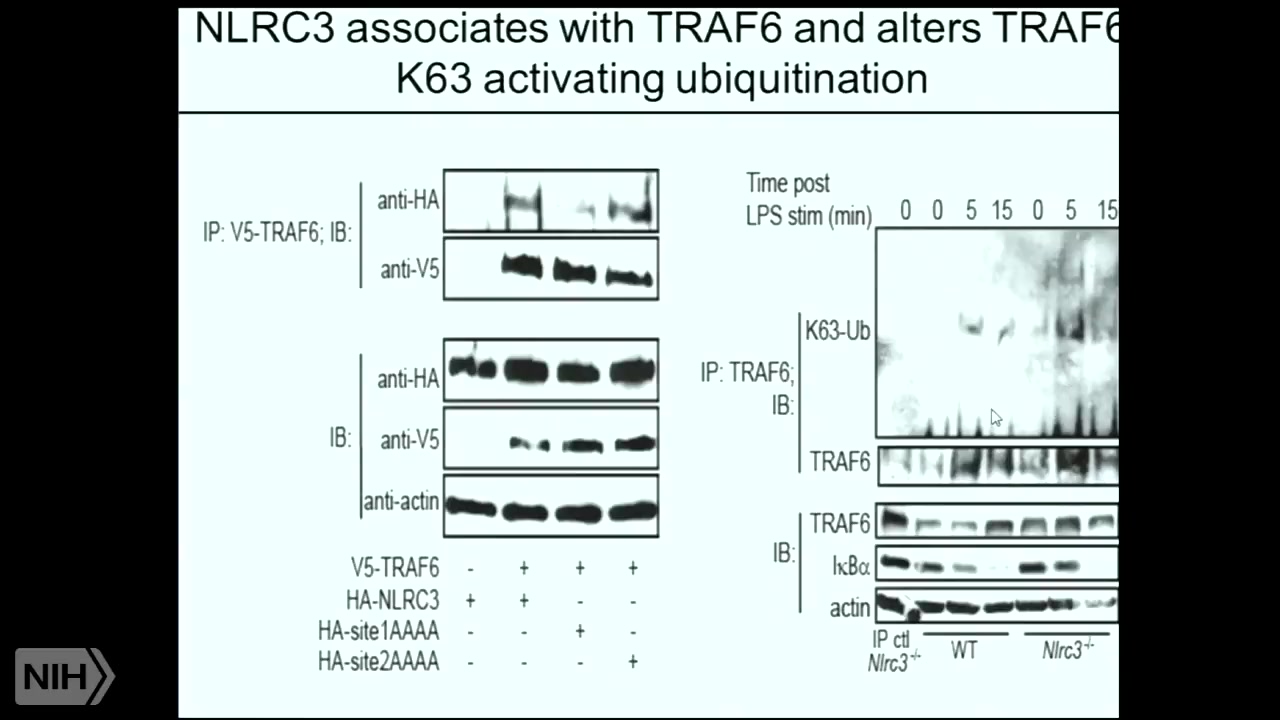 NLRC3 associates with TRAF6 and alters TRAF6
K63 activating ubiquitination
IP: V5-TRAF6; IB:
anti-HA
anti-V5
IB:
anti-HA
anti-V5
anti-actin
V5-TRAF6 - + + +
HA-NLRC3 + + - -
HA-site1AAAA - - + -
HA-site2AAAA - - - +
Time post
LPS stim (min) 0 0 5 15 0 5 15
IP: TRAF6;
IB:
K63-Ub
TRAF6
IB:
TRAF6
IκBα
actin
IP ctl
Nlrc3-/-
WT
Nlrc3-/-
NIH